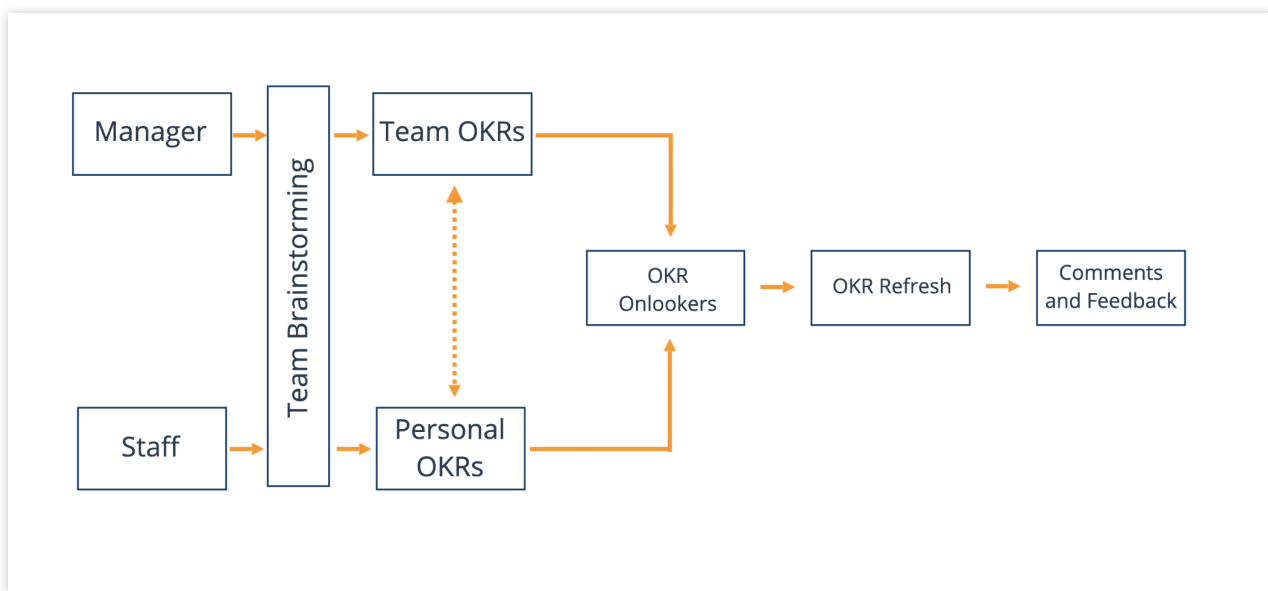 Manager
Team Brainstorming
Team OKRs
OKR
Onlookers
OKR Refresh
Comments
and Feedback
Staff
Personal
OKRs